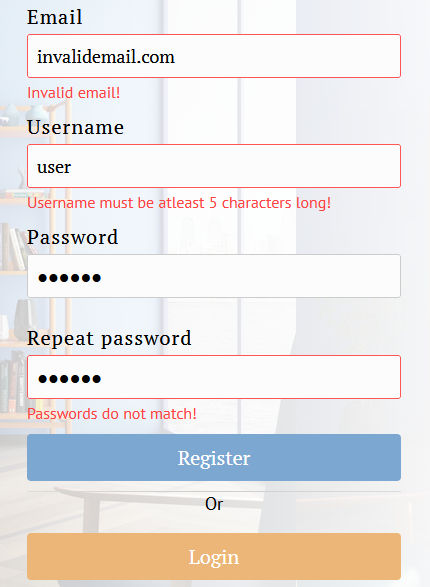 Email
invalidemail.com
Invalid email!
Username
user
Username must be atleast 5 characters long!
Password
●●●●●●
Repeat password
●●●●●●
Passwords do not match!
Register
Or
Login